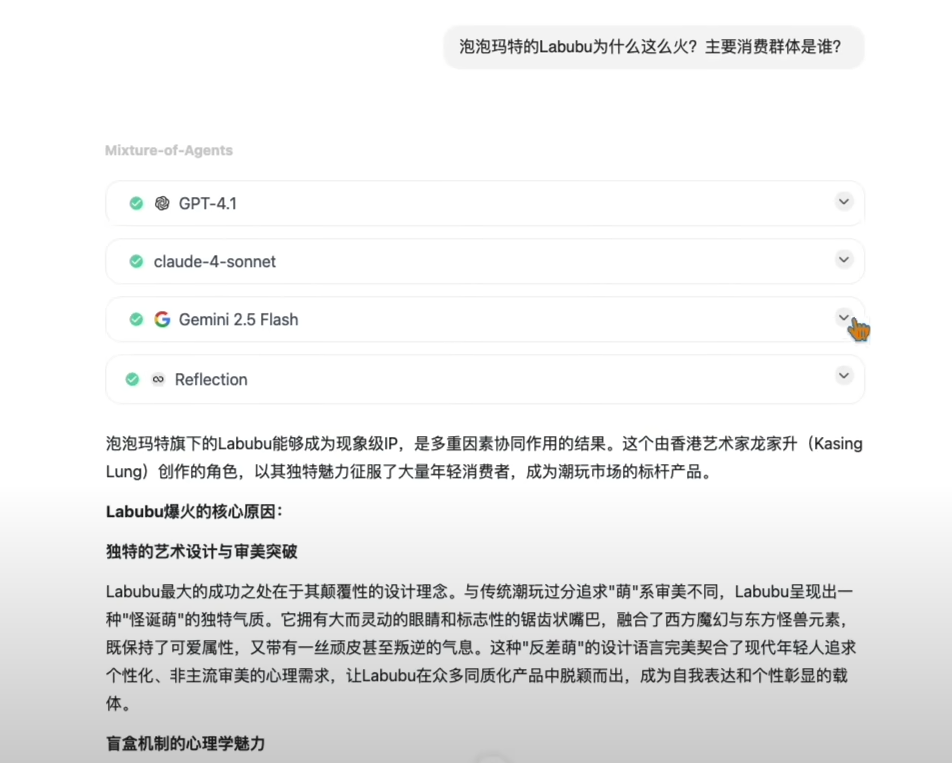 泡泡玛特的Labubu为什么这么火？主要消费群体是谁？
Mixture-of-Agents
GPT-4.1
claude-4-sonnet
Gemini 2.5 Flash
Reflection
泡泡玛特旗下的Labubu能够成为现象级IP，是多重因素协同作用的结果。这个由香港艺术家龙家升（Kasing
Lung）创作的角色，以其独特魅力征服了大量年轻消费者，成为潮玩市场的标杆产品。
Labubu爆火的核心原因：
独特的艺术设计与审美突破
Labubu最大的成功之处在于其颠覆性的设计理念。与传统潮玩过分追求"萌"系审美不同，Labubu呈现出一
种"怪诞萌"的独特气质。它拥有大而灵动的眼睛和标志性的锯齿状嘴巴，融合了西方魔幻与东方怪兽元素，
既保持了可爱属性，又带有一丝顽皮甚至叛逆的气息。这种"反差萌"的设计语言完美契合了现代年轻人追求
个性化、非主流审美的心理需求，让Labubu在众多同质化产品中脱颖而出，成为自我表达和个性彰显的载
体。
盲盒机制的心理学魅力